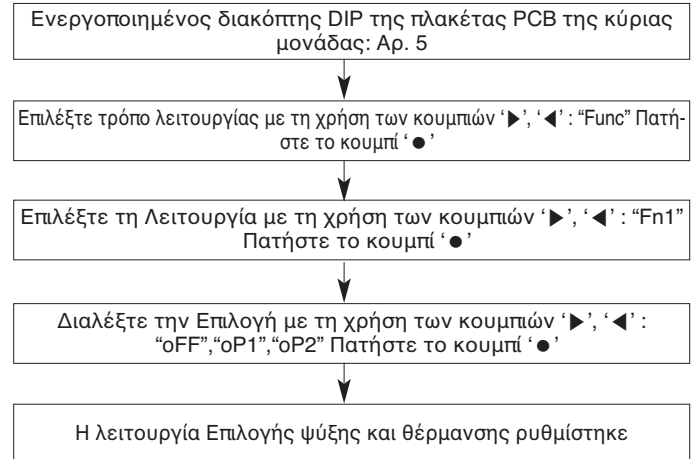 Ενεργοποιημένος διακόπτης DIP της πλακέτας PCB της κύριας
μονάδας: Αρ. 5
Επιλέξτε τρόπο λειτουργίας με τη χρήση των κουμπιών ‘▶’, ‘◀’ : “Func” Πατή-
στε το κουμπί ‘●’
Επιλέξτε τη Λειτουργία με τη χρήση των κουμπιών ‘▶’, ‘◀’ : “Fn1”
Πατήστε το κουμπί ‘●’
Διαλέξτε την Επιλογή με τη χρήση των κουμπιών ‘▶’, ‘◀’ :
“oFF”,“oP1”,“oP2” Πατήστε το κουμπί ‘●’
Η λειτουργία Επιλογής ψύξης και θέρμανσης ρυθμίστηκε